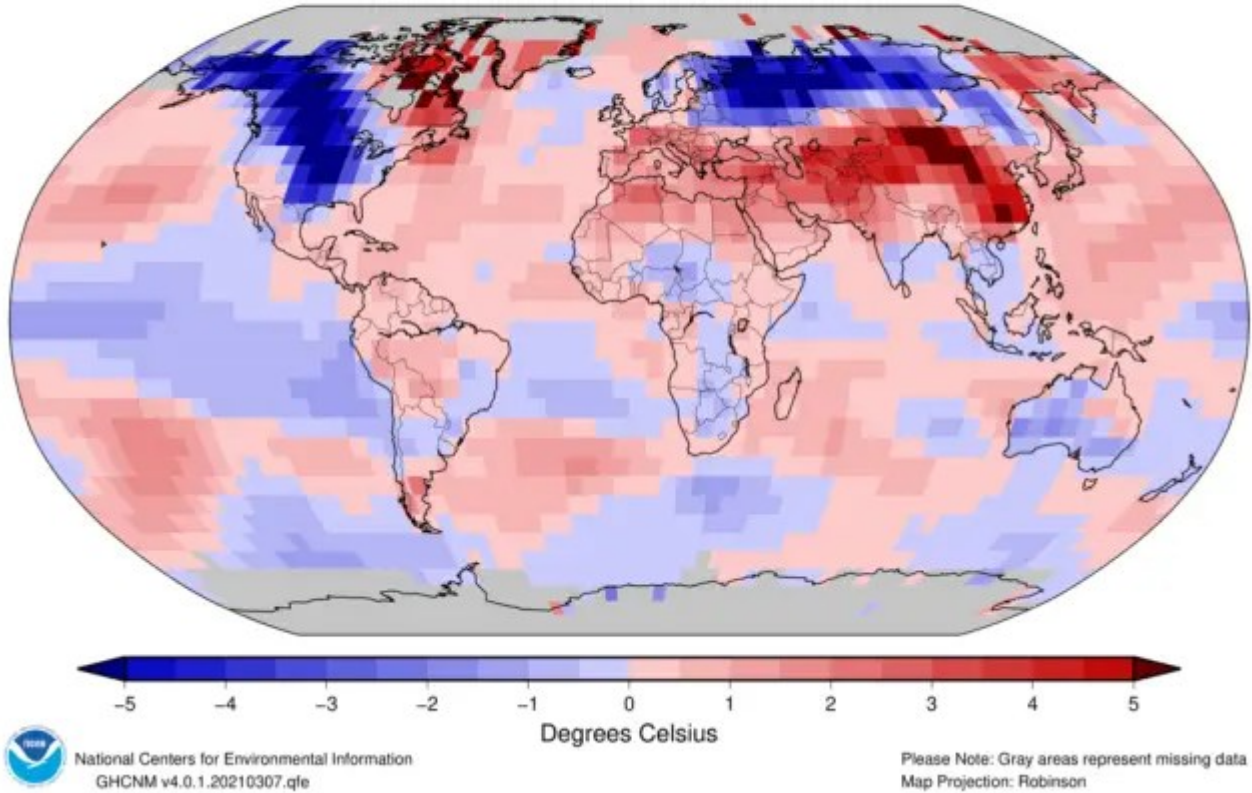 −5 −4 −3 −2 −1 0 1 2 3 4 5
Degrees Celsius
National Centers for Environmental Information
GHCNM v4.0.1.20210307.qfe
Please Note: Gray areas represent missing data
Map Projection: Robinson